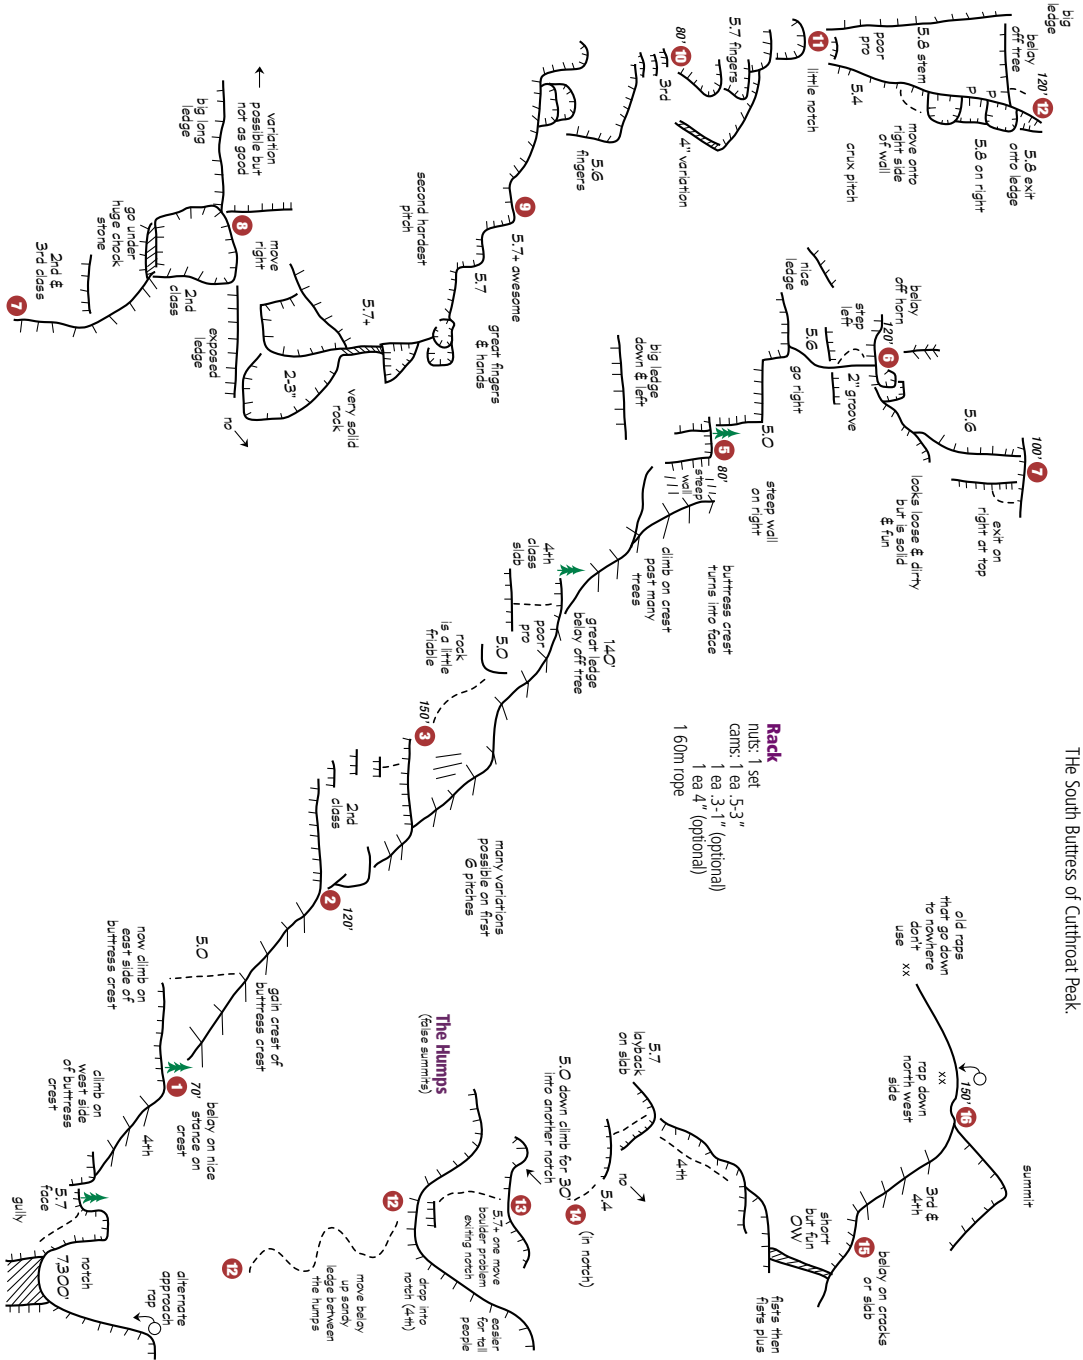 THe South Buttress of Cutthroat Peak.
big
ledge
belay
off tree
120'
12
5.8 exit
onto ledge
5.8 on right
P
P
5.8 stem
poor
pro
5.4
move onto
right side
of wall
crux pitch
11
little notch
5.7 fingers
80'
10
3rd
4" variation
5.6
fingers
9
5.7+ awesome
second hardest
pitch
5.7
great fingers
& hands
5.7+
very solid
rock
2-3"
move
right
8
variation
possible but
not as good
big long
ledge
exposed
ledge
no
2nd
class
go under
huge chock
stone
2nd &
3rd class
7
100'
7
5.6
exit on
right at top
looks loose & dirty
but is solid
& fun
belay
off horn
120'
6
step
left
2" groove
5.6
go right
nice
ledge
5.0
steep wall
on right
5
80'
big ledge
down & left
steep
wall
buttress crest
turns into face
climb on crest
past many
trees
140'
great ledge
belay off tree
4th
class
slab
poor
pro
5.0
rock
is a little
friable
150'
3
Rack
nuts: 1 set
cams: 1 ea .5-3"
1 ea .3-1" (optional)
1 ea 4" (optional)
1 60m rope
many variations
possible on first
6 pitches
2nd
class
2
120'
gain crest of
buttress crest
5.0
now climb on
east side of
buttress crest
1
70'
belay on nice
stance on
crest
4th
climb on
west side
of buttress
crest
5.7
face
gully
notch
7,300'
alternate
approach
rap
summit
old raps
that go down
to nowhere
don't
use
xx
150'
16
xx
rap down
north west
side
3rd &
4th
15
belay on cracks
or slab
short
but fun
OW
fists then
fists plus
4th
5.7
layback
on slab
no
5.4
14
(in notch)
5.0 down climb for 30'
into another notch
13
5.7+ one move
boulder problem
exiting notch
easier
for tall
people
The Humps
(false summits)
12
drop into
notch (4th)
move belay
up sandy
ledge between
the humps
12